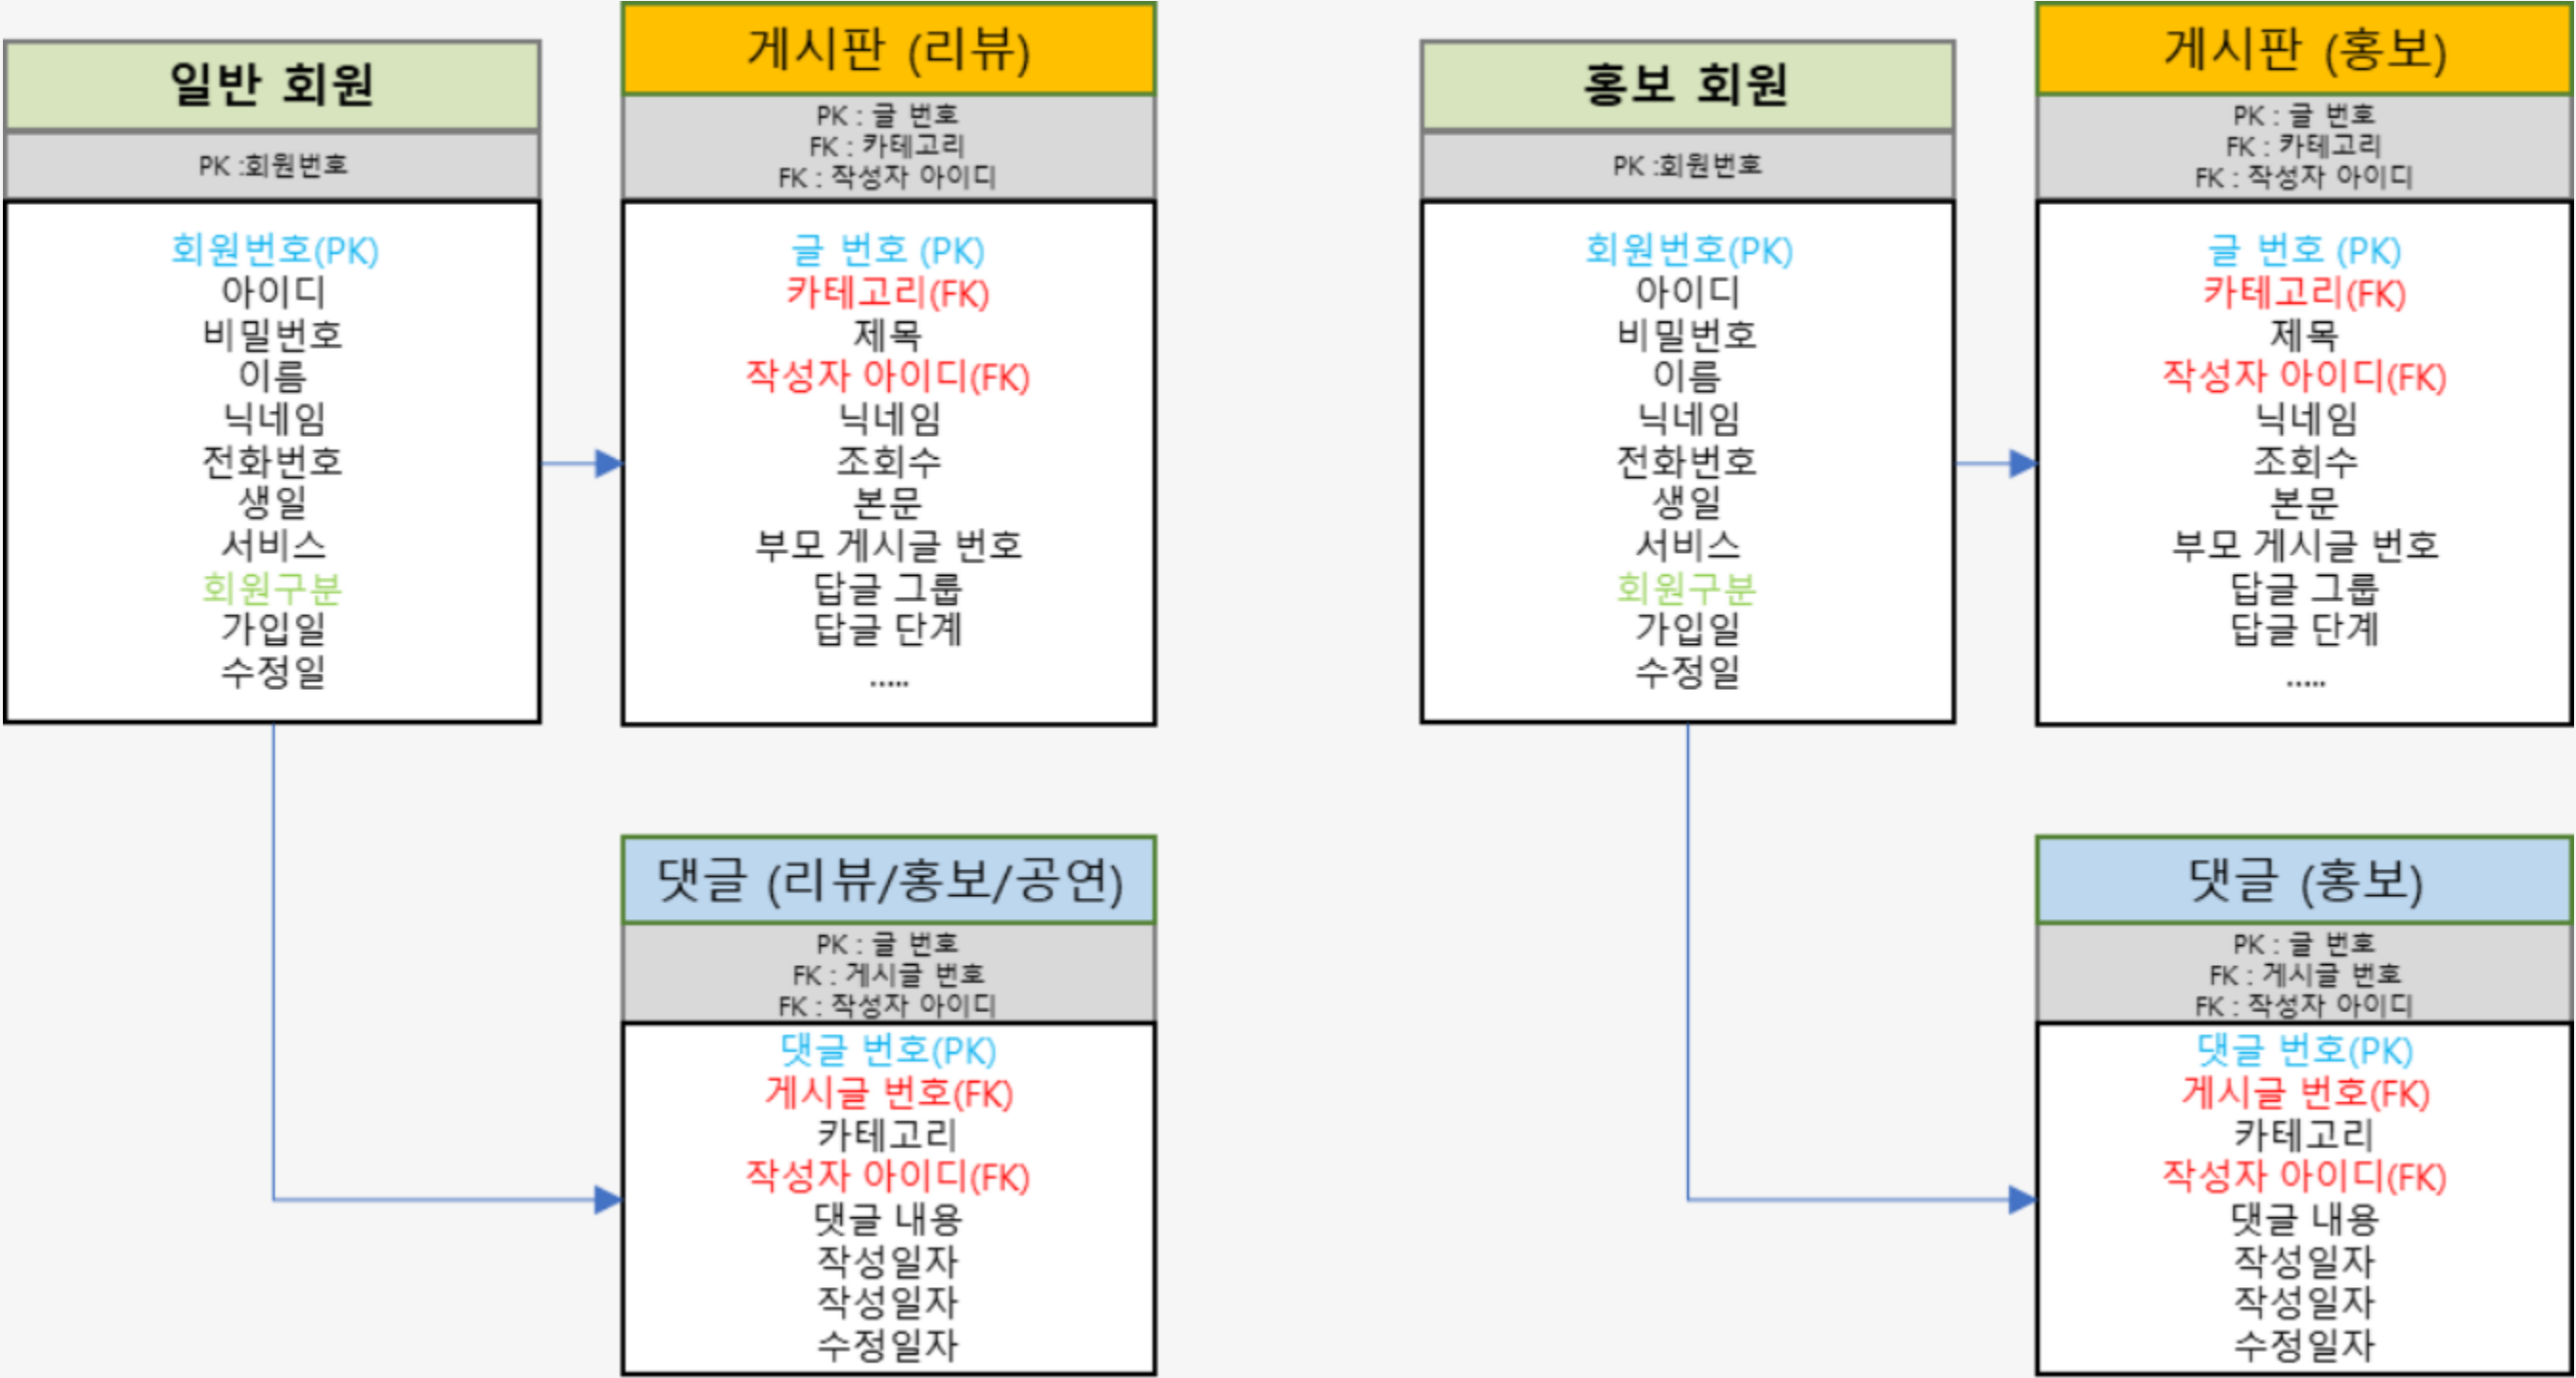 일반 회원
PK :회원번호
회원번호(PK)
아이디
비밀번호
이름
닉네임
전화번호
생일
서비스
회원구분
가입일
수정일
게시판 (리뷰)
PK : 글 번호
FK : 카테고리
FK : 작성자 아이디
글 번호 (PK)
카테고리(FK)
제목
작성자 아이디(FK)
닉네임
조회수
본문
부모 게시글 번호
답글 그룹
답글 단계
.....
댓글 (리뷰/홍보/공연)
PK : 글 번호
FK : 게시글 번호
FK : 작성자 아이디
댓글 번호(PK)
게시글 번호(FK)
카테고리
작성자 아이디(FK)
댓글 내용
작성일자
작성일자
수정일자
홍보 회원
PK :회원번호
회원번호(PK)
아이디
비밀번호
이름
닉네임
전화번호
생일
서비스
회원구분
가입일
수정일
게시판 (홍보)
PK : 글 번호
FK : 카테고리
FK : 작성자 아이디
글 번호 (PK)
카테고리(FK)
제목
작성자 아이디(FK)
닉네임
조회수
본문
부모 게시글 번호
답글 그룹
답글 단계
.....
댓글 (홍보)
PK : 글 번호
FK : 게시글 번호
FK : 작성자 아이디
댓글 번호(PK)
게시글 번호(FK)
카테고리
작성자 아이디(FK)
댓글 내용
작성일자
작성일자
수정일자